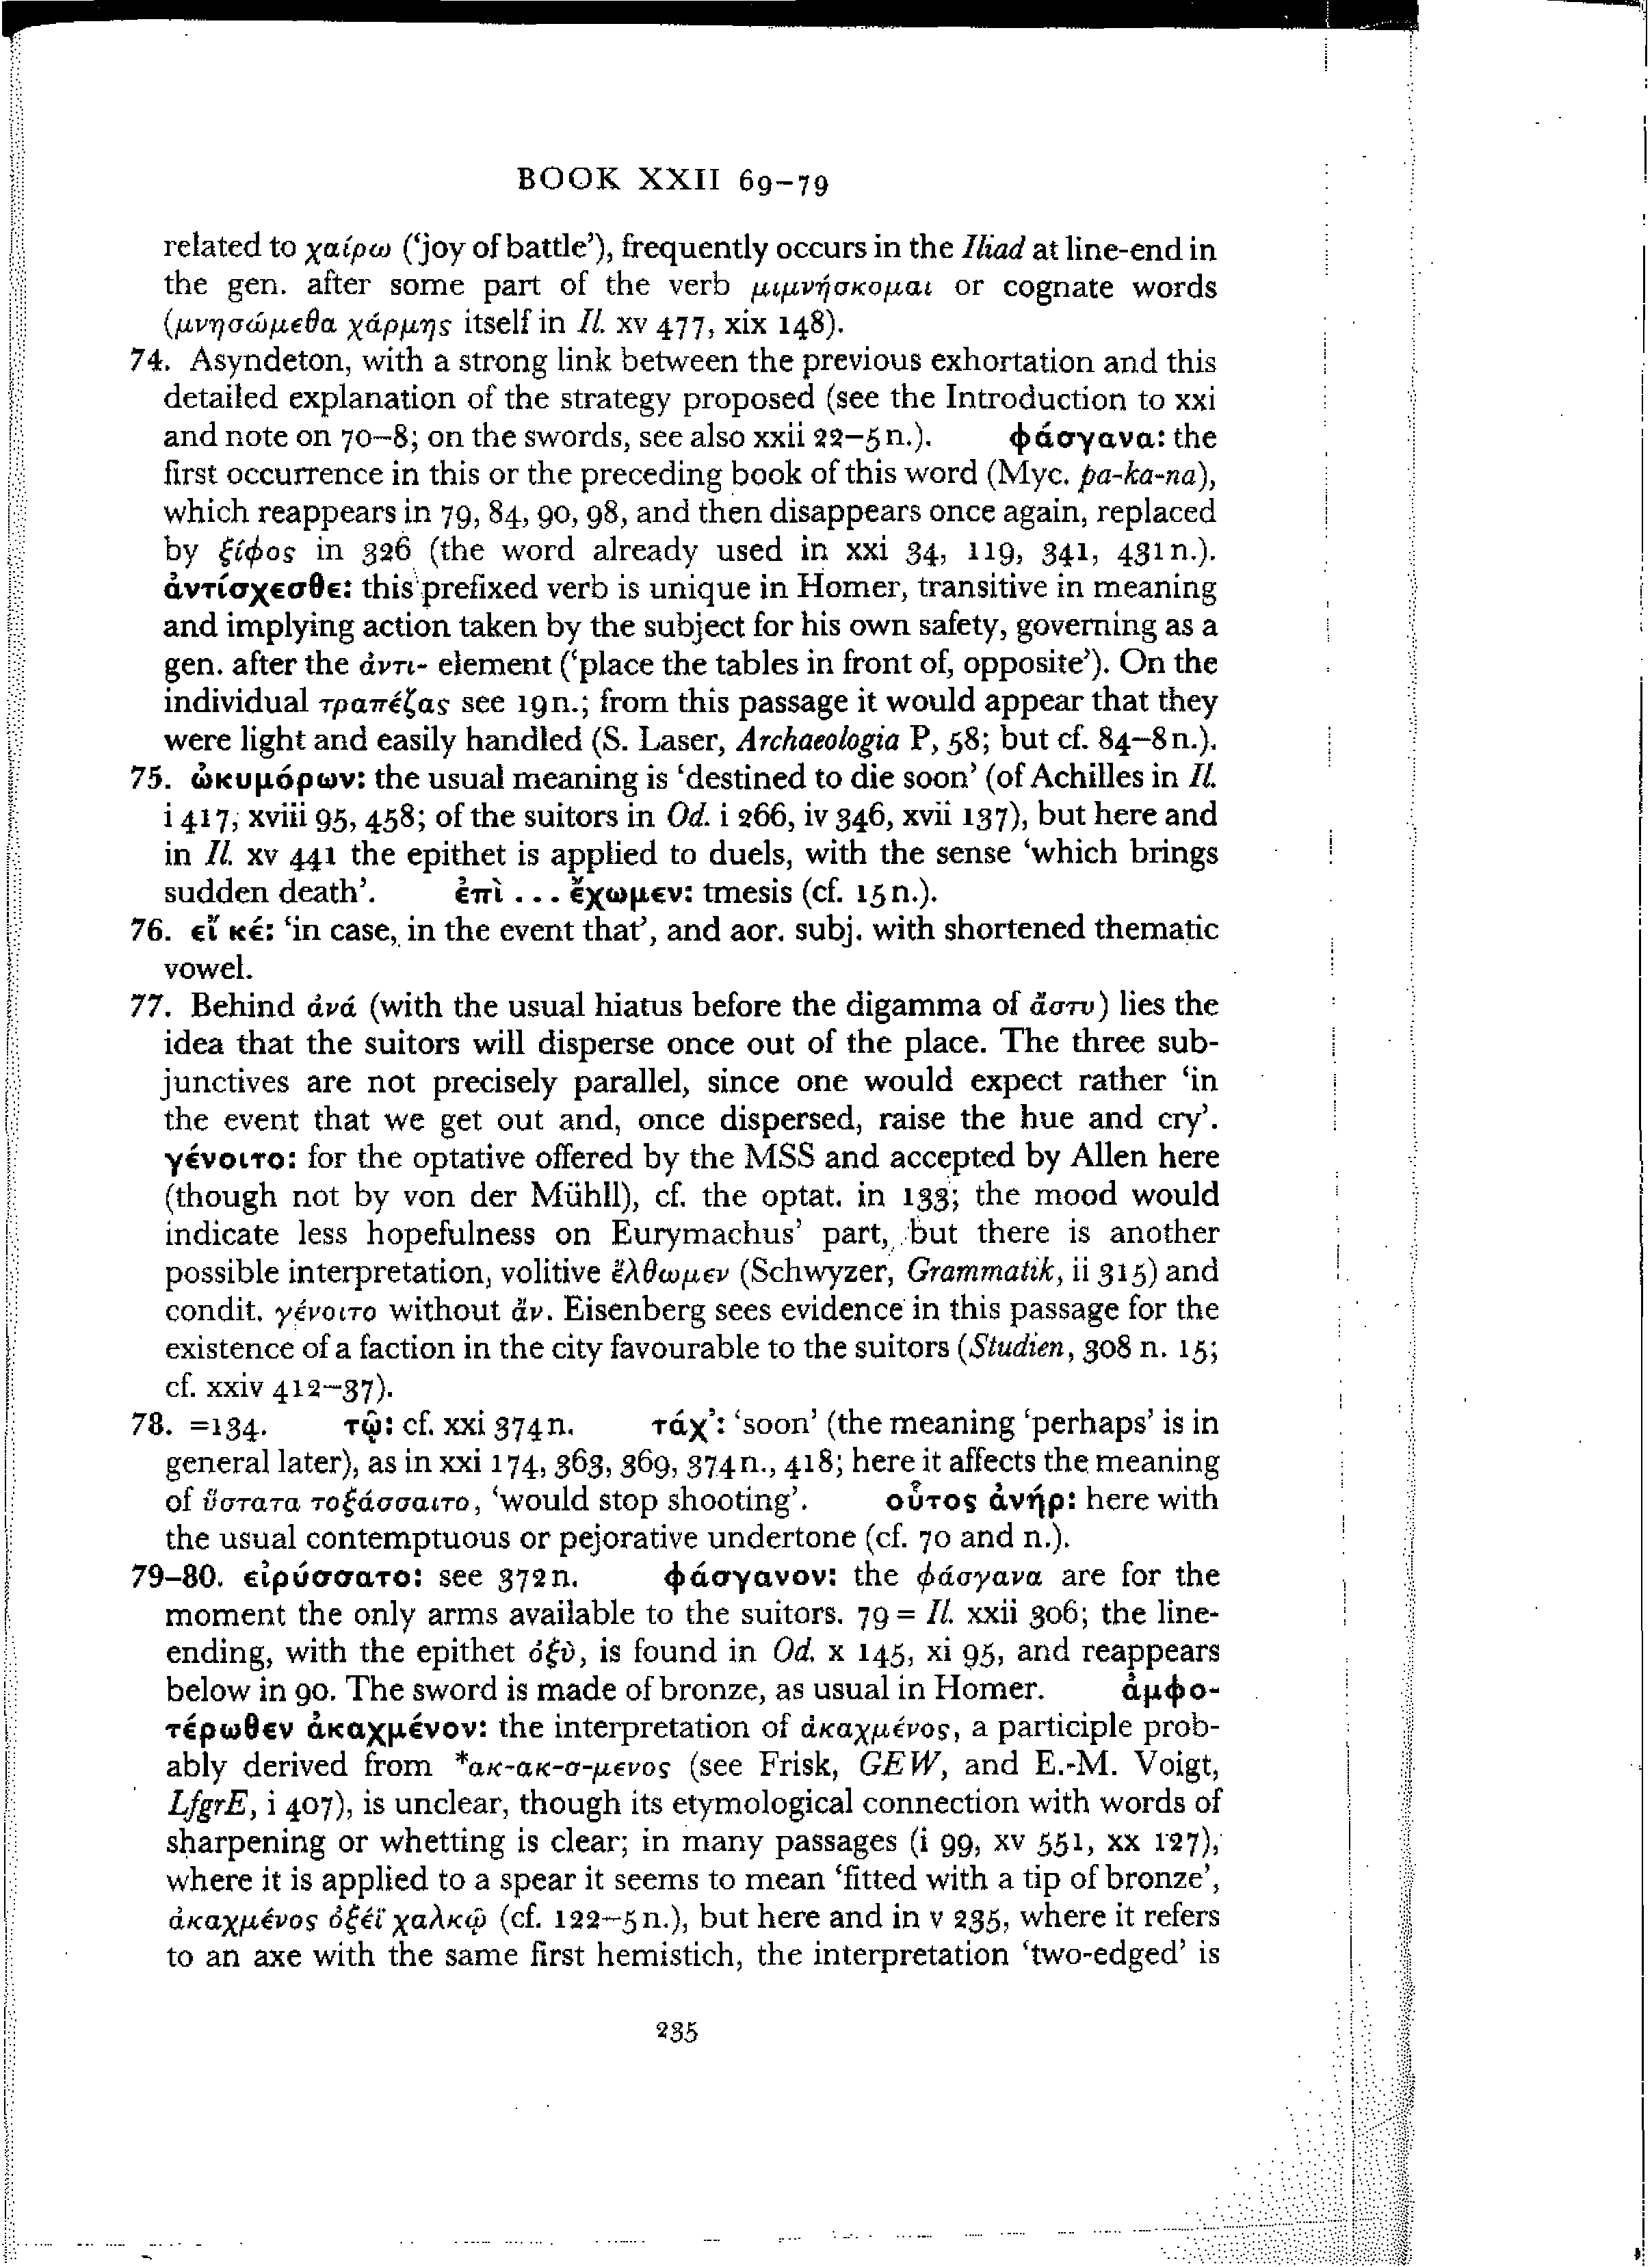 BOOK XXII 69–79
related to χαίρω (‘joy of battle’), frequently occurs in the Iliad at line-end in
the gen. after some part of the verb μιμνήσκομαι or cognate words
(μνησώμεθα χάρμης itself in Il. xv 477, xix 148).
74. Asyndeton, with a strong link between the previous exhortation and this
detailed explanation of the strategy proposed (see the Introduction to xxi
and note on 70–8; on the swords, see also xxii 22–5 n.). φάσγανα: the
first occurrence in this or the preceding book of this word (Myc. pa-ka-na),
which reappears in 79, 84, 90, 98, and then disappears once again, replaced
by ξίφος in 326 (the word already used in xxi 34, 119, 341, 431 n.).
ἀντίσχεσθε: this prefixed verb is unique in Homer, transitive in meaning
and implying action taken by the subject for his own safety, governing as a
gen. after the ἀντι- element (‘place the tables in front of, opposite’). On the
individual τραπέζας see 19 n.; from this passage it would appear that they
were light and easily handled (S. Laser, Archaeologia P, 58; but cf. 84–8 n.).
75. ὠκυμόρων: the usual meaning is ‘destined to die soon’ (of Achilles in Il.
i 417, xviii 95, 458; of the suitors in Od. i 266, iv 346, xvii 137), but here and
in Il. xv 441 the epithet is applied to duels, with the sense ‘which brings
sudden death’. ἐπὶ ... ἔχωμεν: tmesis (cf. 15 n.).
76. εἴ κέ: ‘in case, in the event that’, and aor. subj. with shortened thematic
vowel.
77. Behind ἀνά (with the usual hiatus before the digamma of ἄστυ) lies the
idea that the suitors will disperse once out of the place. The three sub-
junctives are not precisely parallel, since one would expect rather ‘in
the event that we get out and, once dispersed, raise the hue and cry’.
γένοιτο: for the optative offered by the MSS and accepted by Allen here
(though not by von der Mühll), cf. the optat. in 133; the mood would
indicate less hopefulness on Eurymachus’ part, but there is another
possible interpretation, volitive ἔλθωμεν (Schwyzer, Grammatik, ii 315) and
condit. γένοιτο without ἄν. Eisenberg sees evidence in this passage for the
existence of a faction in the city favourable to the suitors (Studien, 308 n. 15;
cf. xxiv 412–37).
78. =134. τῷ: cf. xxi 374 n. τάχ’: ‘soon’ (the meaning ‘perhaps’ is in
general later), as in xxi 174, 363, 369, 374 n., 418; here it affects the meaning
of ὕστατα τοξάσσαιτο, ‘would stop shooting’. οὗτος ἀνήρ: here with
the usual contemptuous or pejorative undertone (cf. 70 and n.).
79–80. εἰρύσσατο: see 372 n. φάσγανον: the φάσγανα are for the
moment the only arms available to the suitors. 79 = Il. xxii 306; the line-
ending, with the epithet ὀξὺ, is found in Od. x 145, xi 95, and reappears
below in 90. The sword is made of bronze, as usual in Homer. ἀμφο-
τέρωθεν ἀκαχμένον: the interpretation of ἀκαχμένος, a participle prob-
ably derived from *ακ-ακ-σ-μενος (see Frisk, GEW, and E.-M. Voigt,
LfgrE, i 407), is unclear, though its etymological connection with words of
sharpening or whetting is clear; in many passages (i 99, xv 551, xx 127),
where it is applied to a spear it seems to mean ‘fitted with a tip of bronze’,
ἀκαχμένος ὀξέϊ χαλκῷ (cf. 122–5 n.), but here and in v 235, where it refers
to an axe with the same first hemistich, the interpretation ‘two-edged’ is
235